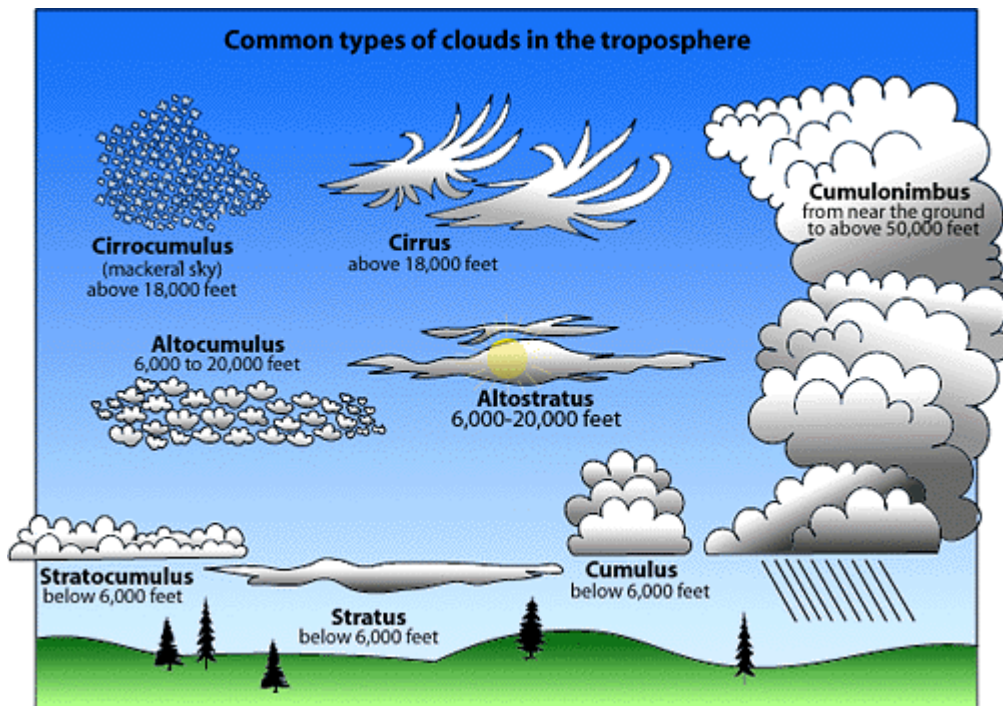 Common types of clouds in the troposphere
Cirrocumulus
(mackeral sky)
above 18,000 feet
Cirrus
above 18,000 feet
Cumulonimbus
from near the ground
to above 50,000 feet
Altocumulus
6,000 to 20,000 feet
Altostratus
6,000-20,000 feet
Stratocumulus
below 6,000 feet
Stratus
below 6,000 feet
Cumulus
below 6,000 feet